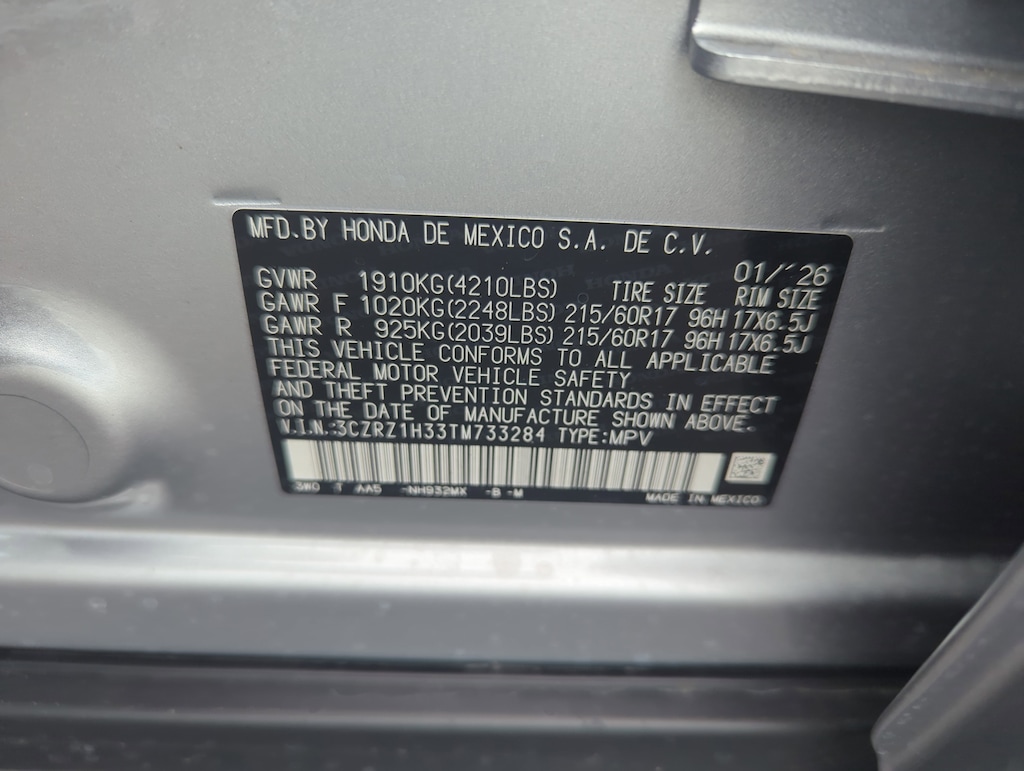 MFD.BY HONDA DE MEXICO S.A. DE C.V.
01/'26
GVWR 1910KG(4210LBS) TIRE SIZE RIM SIZE
GAWR F 1020KG(2248LBS) 215/60R17 96H 17X6.5J
GAWR R 925KG(2039LBS) 215/60R17 96H 17X6.5J
THIS VEHICLE CONFORMS TO ALL APPLICABLE
FEDERAL MOTOR VEHICLE SAFETY
AND THEFT PREVENTION STANDARDS IN EFFECT
ON THE DATE OF MANUFACTURE SHOWN ABOVE.
V.I.N.:3CZRZ1H33TM733284 TYPE:MPV
3W0 T AA5 -NH932MX -B -M MADE IN MEXICO